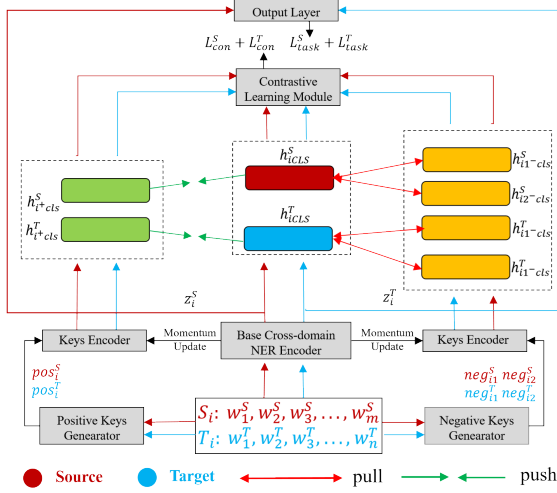 Output Layer
L^S_con + L^T_con L^S_task + L^T_task
Contrastive
Learning Module
h^S_i+cls
h^T_i+cls
h^S_iCLS
h^T_iCLS
h^S_i1-cls
h^S_i2-cls
h^T_i1-cls
h^T_i1-cls
z^S_i
z^T_i
Keys Encoder
Momentum
Update
Base Cross-domain
NER Encoder
Momentum
Update
Keys Encoder
pos^S_i
pos^T_i
neg^S_i1 neg^S_i2
neg^T_i1 neg^T_i2
Positive Keys
Genearator
S_i: w^S_1, w^S_2, w^S_3, ..., w^S_m
T_i: w^T_1, w^T_2, w^T_3, ..., w^T_n
Negative Keys
Genearator
Source Target pull push